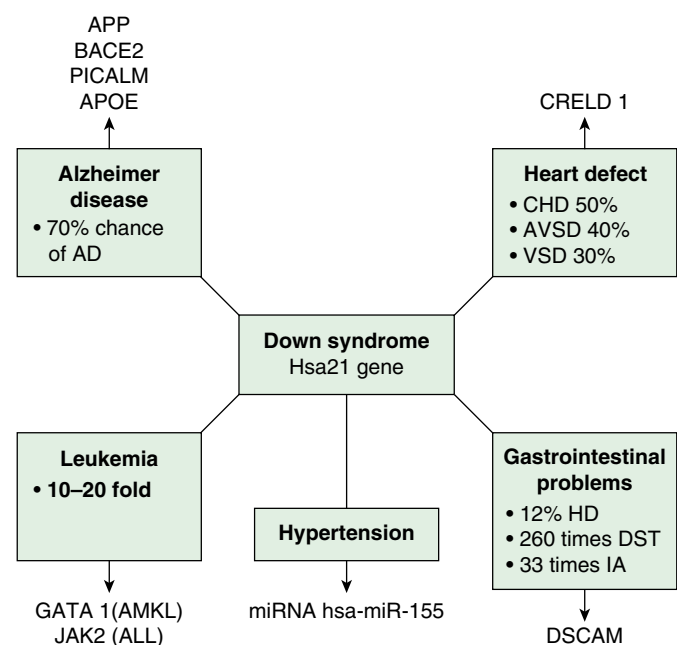 APP
BACE2
PICALM
APOE
CRELD 1
Alzheimer
disease
• 70% chance
of AD
Heart defect
• CHD 50%
• AVSD 40%
• VSD 30%
Down syndrome
Hsa21 gene
Leukemia
• 10–20 fold
Hypertension
Gastrointestinal
problems
• 12% HD
• 260 times DST
• 33 times IA
GATA 1(AMKL)
JAK2 (ALL)
miRNA hsa-miR-155
DSCAM